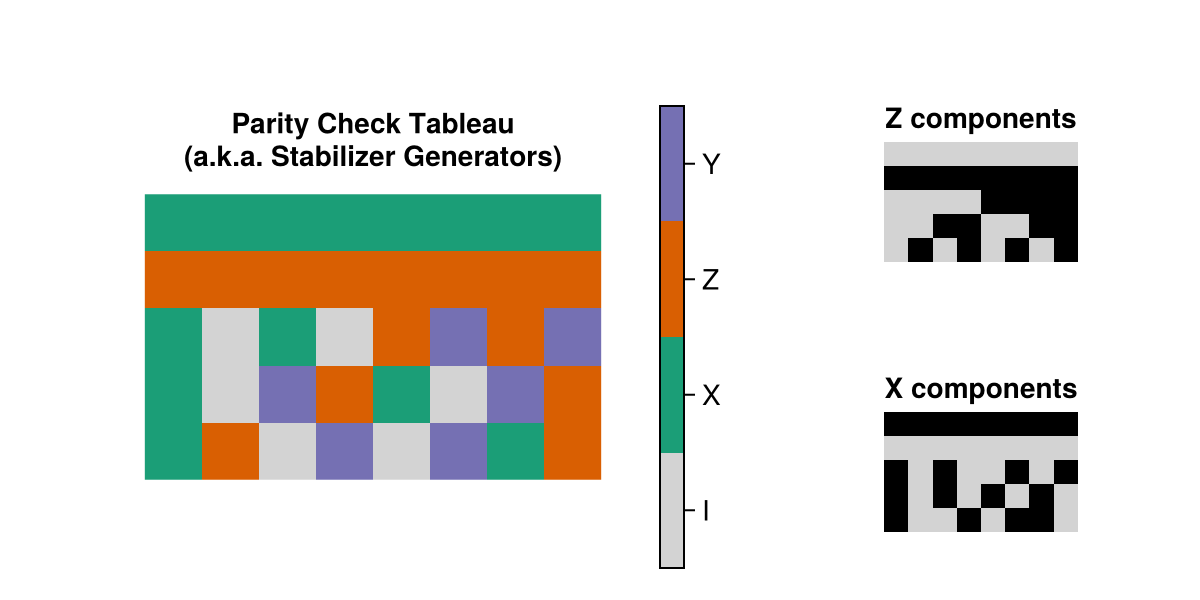 Parity Check Tableau
(a.k.a. Stabilizer Generators)
Y
Z
X
I
Z components
X components